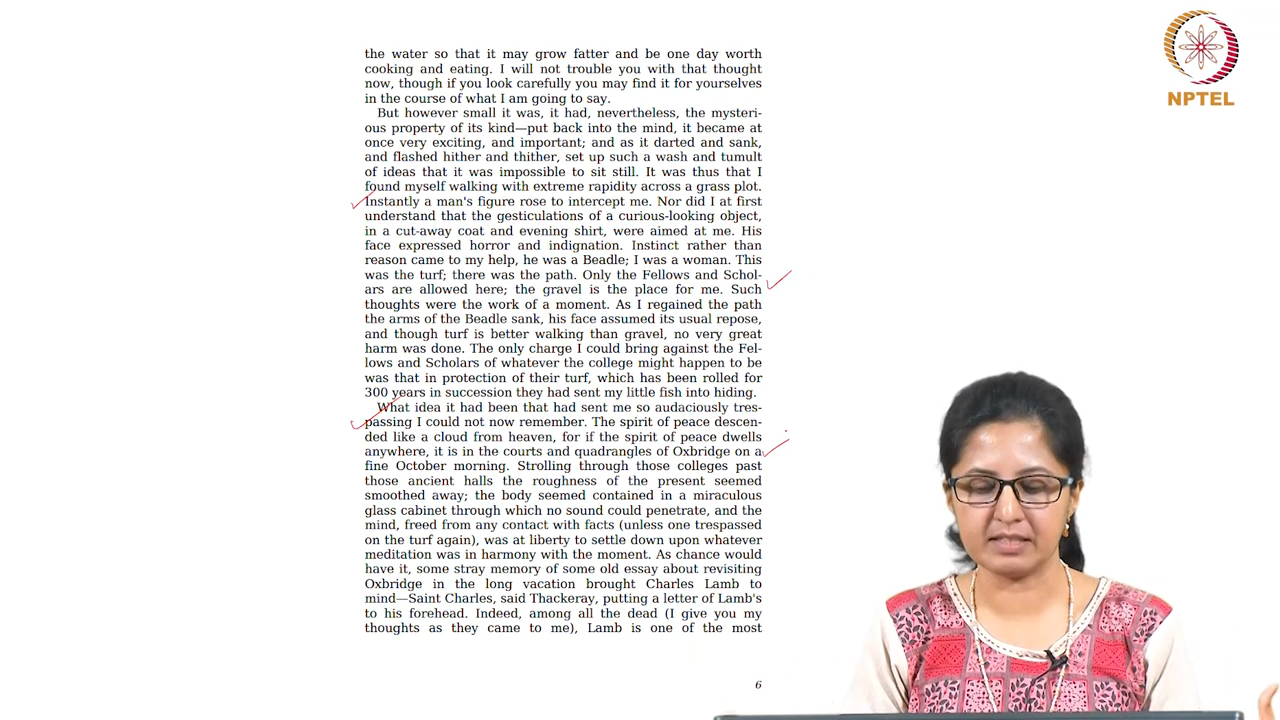 the water so that it may grow fatter and be one day worth
cooking and eating. I will not trouble you with that thought
now, though if you look carefully you may find it for yourselves
in the course of what I am going to say.
But however small it was, it had, nevertheless, the mysteri-
ous property of its kind—put back into the mind, it became at
once very exciting, and important; and as it darted and sank,
and flashed hither and thither, set up such a wash and tumult
of ideas that it was impossible to sit still. It was thus that I
found myself walking with extreme rapidity across a grass plot.
Instantly a man's figure rose to intercept me. Nor did I at first
understand that the gesticulations of a curious-looking object,
in a cut-away coat and evening shirt, were aimed at me. His
face expressed horror and indignation. Instinct rather than
reason came to my help, he was a Beadle; I was a woman. This
was the turf; there was the path. Only the Fellows and Schol-
ars are allowed here; the gravel is the place for me. Such
thoughts were the work of a moment. As I regained the path
the arms of the Beadle sank, his face assumed its usual repose,
and though turf is better walking than gravel, no very great
harm was done. The only charge I could bring against the Fel-
lows and Scholars of whatever the college might happen to be
was that in protection of their turf, which has been rolled for
300 years in succession they had sent my little fish into hiding.
What idea it had been that had sent me so audaciously tres-
passing I could not now remember. The spirit of peace descen-
ded like a cloud from heaven, for if the spirit of peace dwells
anywhere, it is in the courts and quadrangles of Oxbridge on a
fine October morning. Strolling through those colleges past
those ancient halls the roughness of the present seemed
smoothed away; the body seemed contained in a miraculous
glass cabinet through which no sound could penetrate, and the
mind, freed from any contact with facts (unless one trespassed
on the turf again), was at liberty to settle down upon whatever
meditation was in harmony with the moment. As chance would
have it, some stray memory of some old essay about revisiting
Oxbridge in the long vacation brought Charles Lamb to
mind—Saint Charles, said Thackeray, putting a letter of Lamb's
to his forehead. Indeed, among all the dead (I give you my
thoughts as they came to me), Lamb is one of the most
6
NPTEL